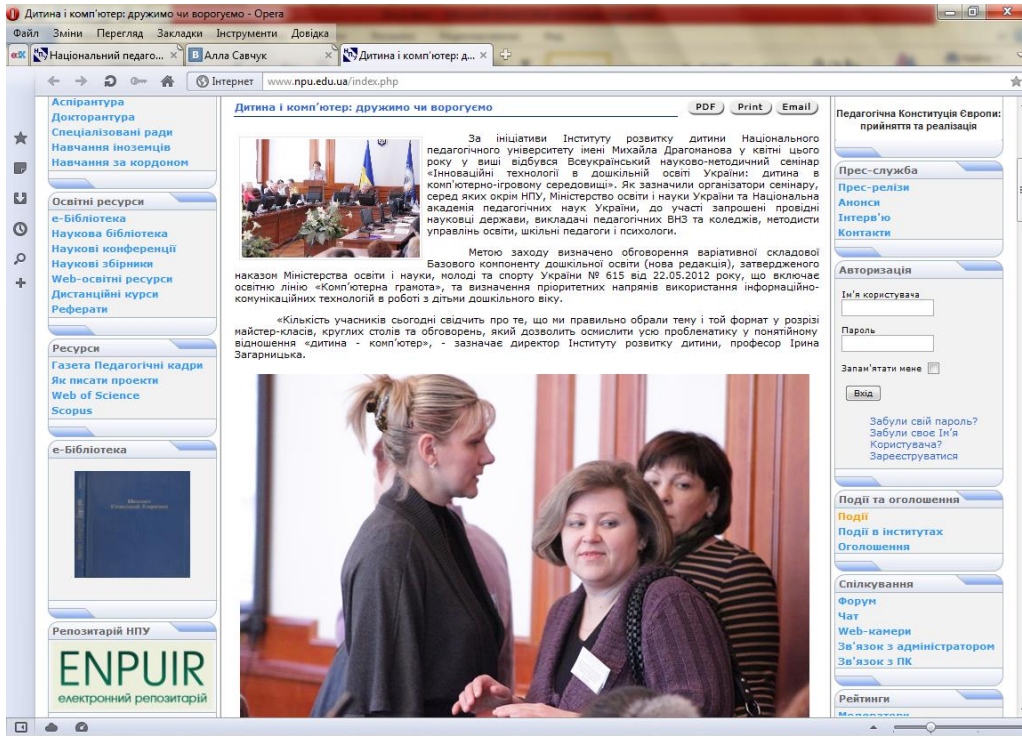 Дитина і комп'ютер: дружимо чи ворогуємо - Opera
Файл Зміни Перегляд Закладки Інструменти Довідка
Національний педаго... Алла Савчук Дитина і комп'ютер: д...
Інтернет www.npu.edu.ua/index.php
Аспірантура
Докторантура
Спеціалізовані ради
Навчання іноземців
Навчання за кордоном
Освітні ресурси
е-Бібліотека
Наукова бібліотека
Наукові конференції
Наукові збірники
Web-освітні ресурси
Дистанційні курси
Реферати
Ресурси
Газета Педагогічні кадри
Як писати проекти
Web of Science
Scopus
е-Бібліотека
Репозитарій НПУ
ENPUIR
електронний репозитарій
Дитина і комп'ютер: дружимо чи ворогуємо
PDF Print Email
За ініціативи Інституту розвитку дитини Національного
педагогічного університету імені Михайла Драгоманова у квітні цього
року у виші відбувся Всеукраїнський науково-методичний семінар
«Інноваційні технології в дошкільній освіті України: дитина в
комп'ютерно-ігровому середовищі». Як зазначили організатори семінару,
серед яких окрім НПУ, Міністерство освіти і науки України та Національна
академія педагогічних наук України, до участі запрошені провідні
науковці держави, викладачі педагогічних ВНЗ та коледжів, методисти
управлінь освіти, шкільні педагоги і психологи.
Метою заходу визначено обговорення варіативної складової
Базового компоненту дошкільної освіти (нова редакція), затвердженого
наказом Міністерства освіти і науки, молоді та спорту України № 615 від 22.05.2012 року, що включає
освітню лінію «Комп'ютерна грамота», та визначення пріоритетних напрямів використання інформаційно-
комунікаційних технологій в роботі з дітьми дошкільного віку.
«Кількість учасників сьогодні свідчить про те, що ми правильно обрали тему і той формат у розрізі
майстер-класів, круглих столів та обговорень, який дозволить осмислити усю проблематику у понятійному
відношення «дитина - комп'ютер», - зазначає директор Інституту розвитку дитини, професор Ірина
Загарницька.
Педагогічна Конституція Європи:
прийняття та реалізація
Прес-служба
Прес-релізи
Анонси
Інтерв'ю
Контакти
Авторизація
Ім'я користувача
Пароль
Запам'ятати мене
Вхід
Забули свій пароль?
Забули своє Ім'я
Користувача?
Зареєструватися
Події та оголошення
Події
Події в інститутах
Оголошення
Спілкування
Форум
Чат
Web-камери
Зв'язок з адміністратором
Зв'язок з ПК
Рейтинги